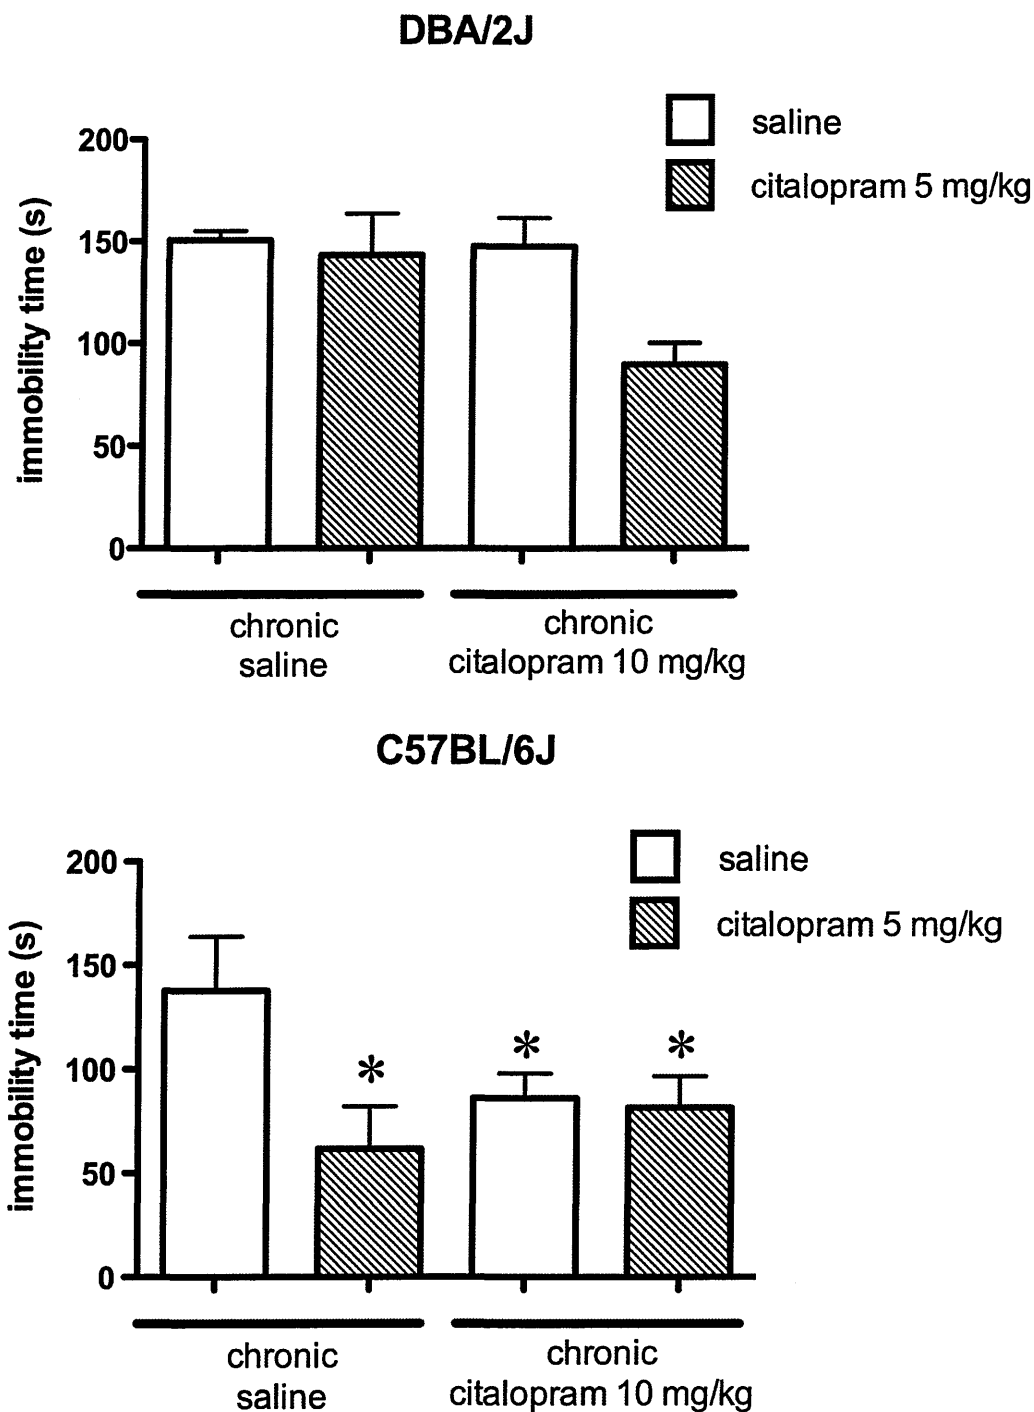 DBA/2J
saline
citalopram 5 mg/kg
immobility time (s)
200
150
100
50
0
chronic
saline
chronic
citalopram 10 mg/kg
C57BL/6J
saline
citalopram 5 mg/kg
immobility time (s)
200
150
100
50
0
*
*
*
chronic
saline
chronic
citalopram 10 mg/kg